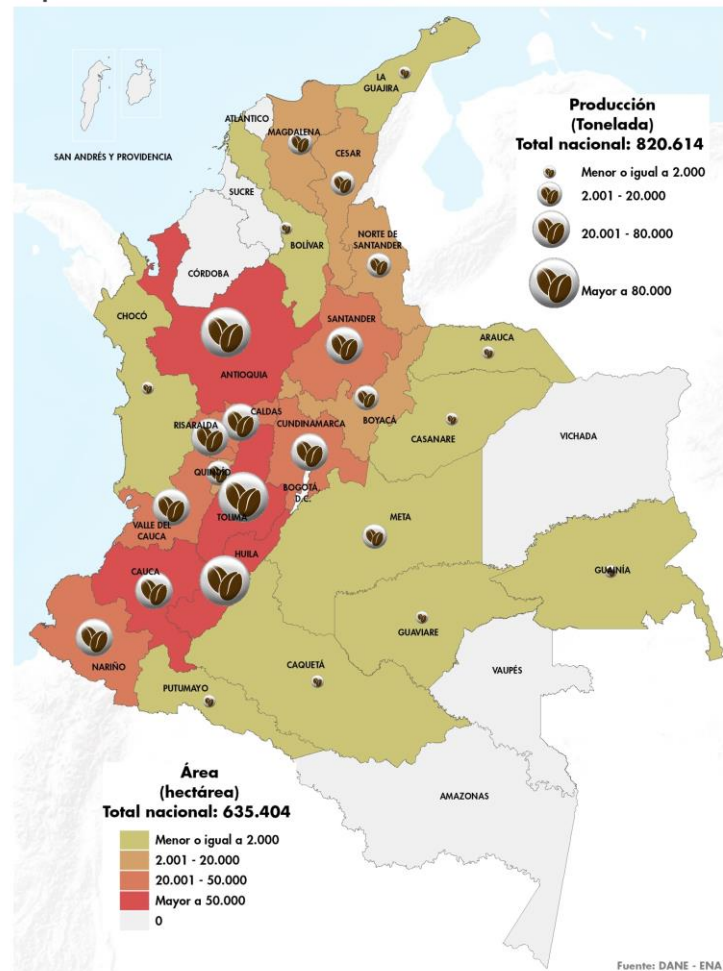 LA
GUAJIRA
ATLÁNTICO
MAGDALENA
CESAR
SAN ANDRÉS Y PROVIDENCIA
SUCRE
BOLÍVAR
NORTE DE
SANTANDER
CÓRDOBA
CHOCÓ
SANTANDER
ARAUCA
ANTIOQUIA
BOYACÁ
CASANARE
VICHADA
CALDAS
RISARALDA
CUNDINAMARCA
QUINDÍO
BOGOTÁ,
D.C.
TOLIMA
VALLE DEL
CAUCA
META
HUILA
CAUCA
GUAINÍA
GUAVIARE
NARIÑO
CAQUETÁ
VAUPÉS
PUTUMAYO
AMAZONAS
Producción
(Tonelada)
Total nacional: 820.614
Menor o igual a 2.000
2.001 - 20.000
20.001 - 80.000
Mayor a 80.000
Área
(hectárea)
Total nacional: 635.404
Menor o igual a 2.000
2.001 - 20.000
20.001 - 50.000
Mayor a 50.000
0
Fuente: DANE - ENA